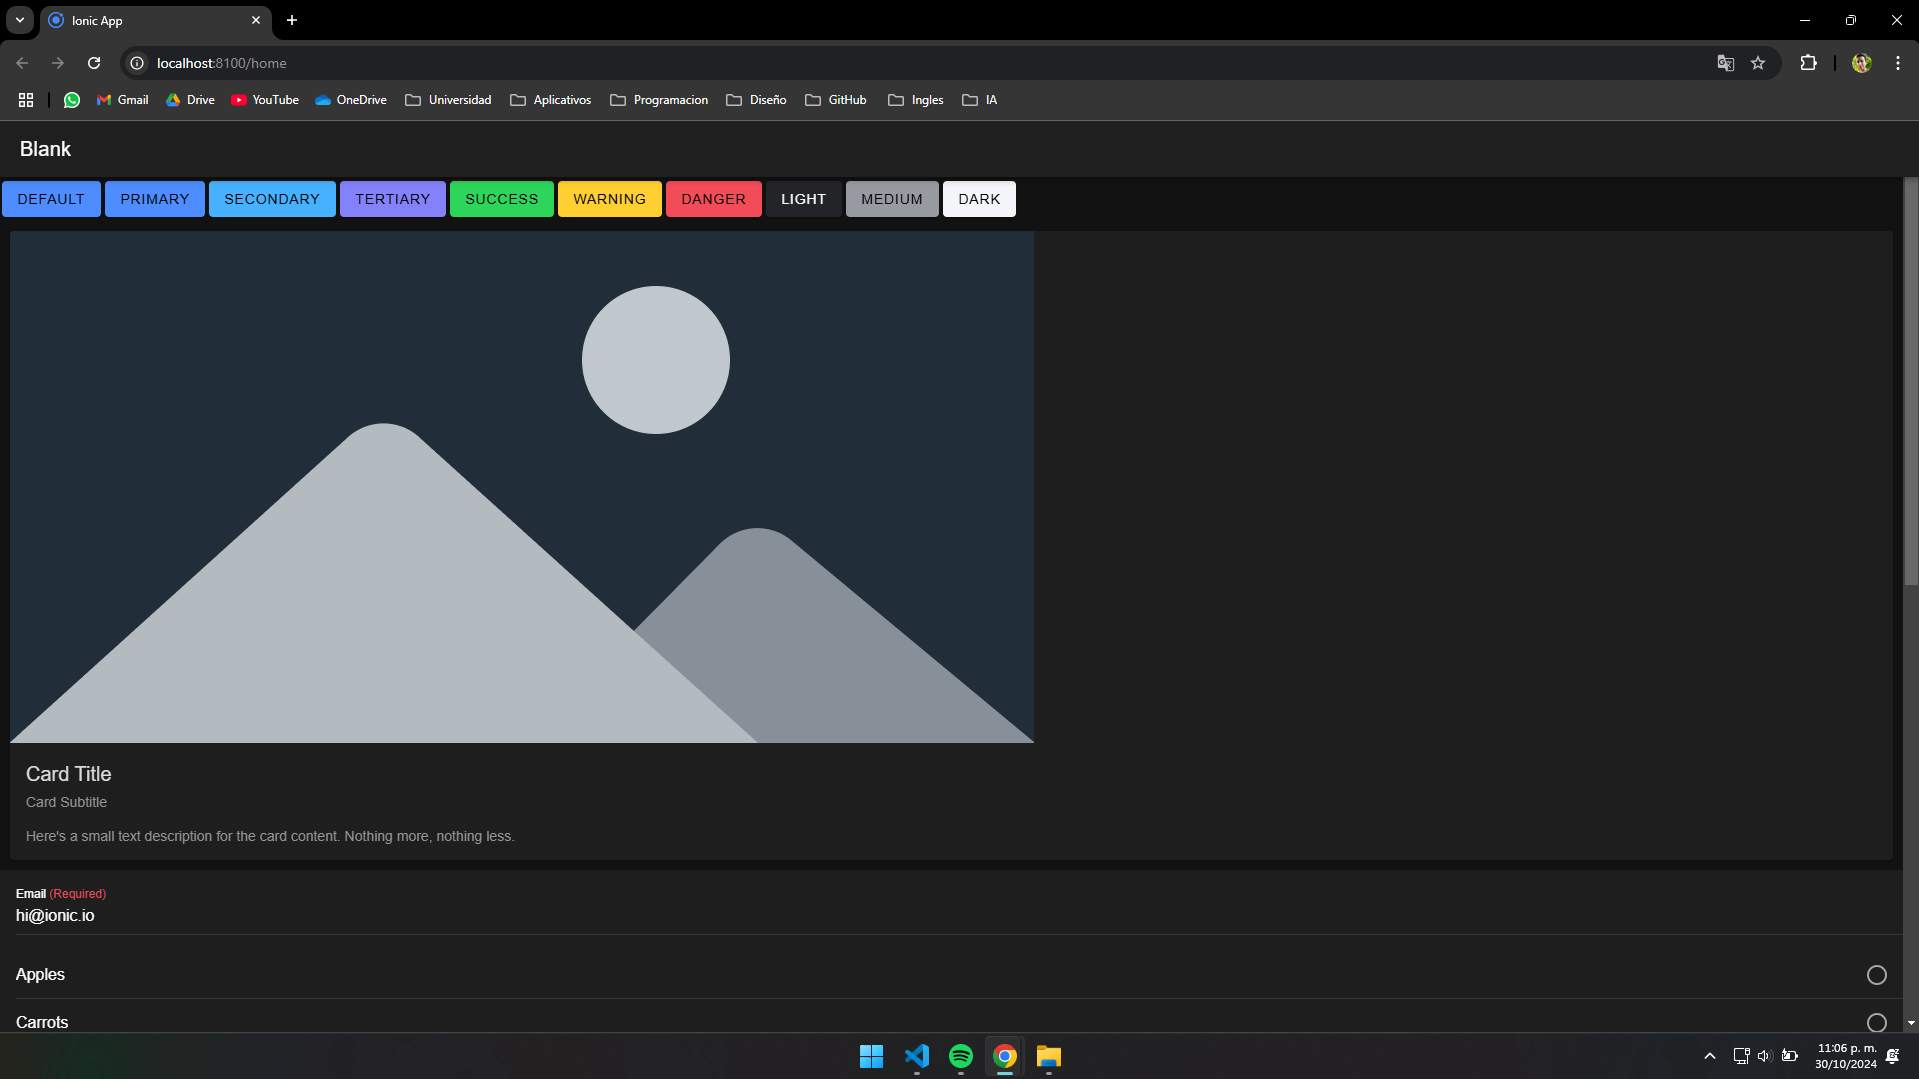 Ionic App
localhost:8100/home
Gmail Drive YouTube OneDrive Universidad Aplicativos Programacion Diseño GitHub Ingles IA
Blank
DEFAULT PRIMARY SECONDARY TERTIARY SUCCESS WARNING DANGER LIGHT MEDIUM DARK
Card Title
Card Subtitle
Here's a small text description for the card content. Nothing more, nothing less.
Email (Required)
hi@ionic.io
Apples
Carrots
11:06 p. m.
30/10/2024